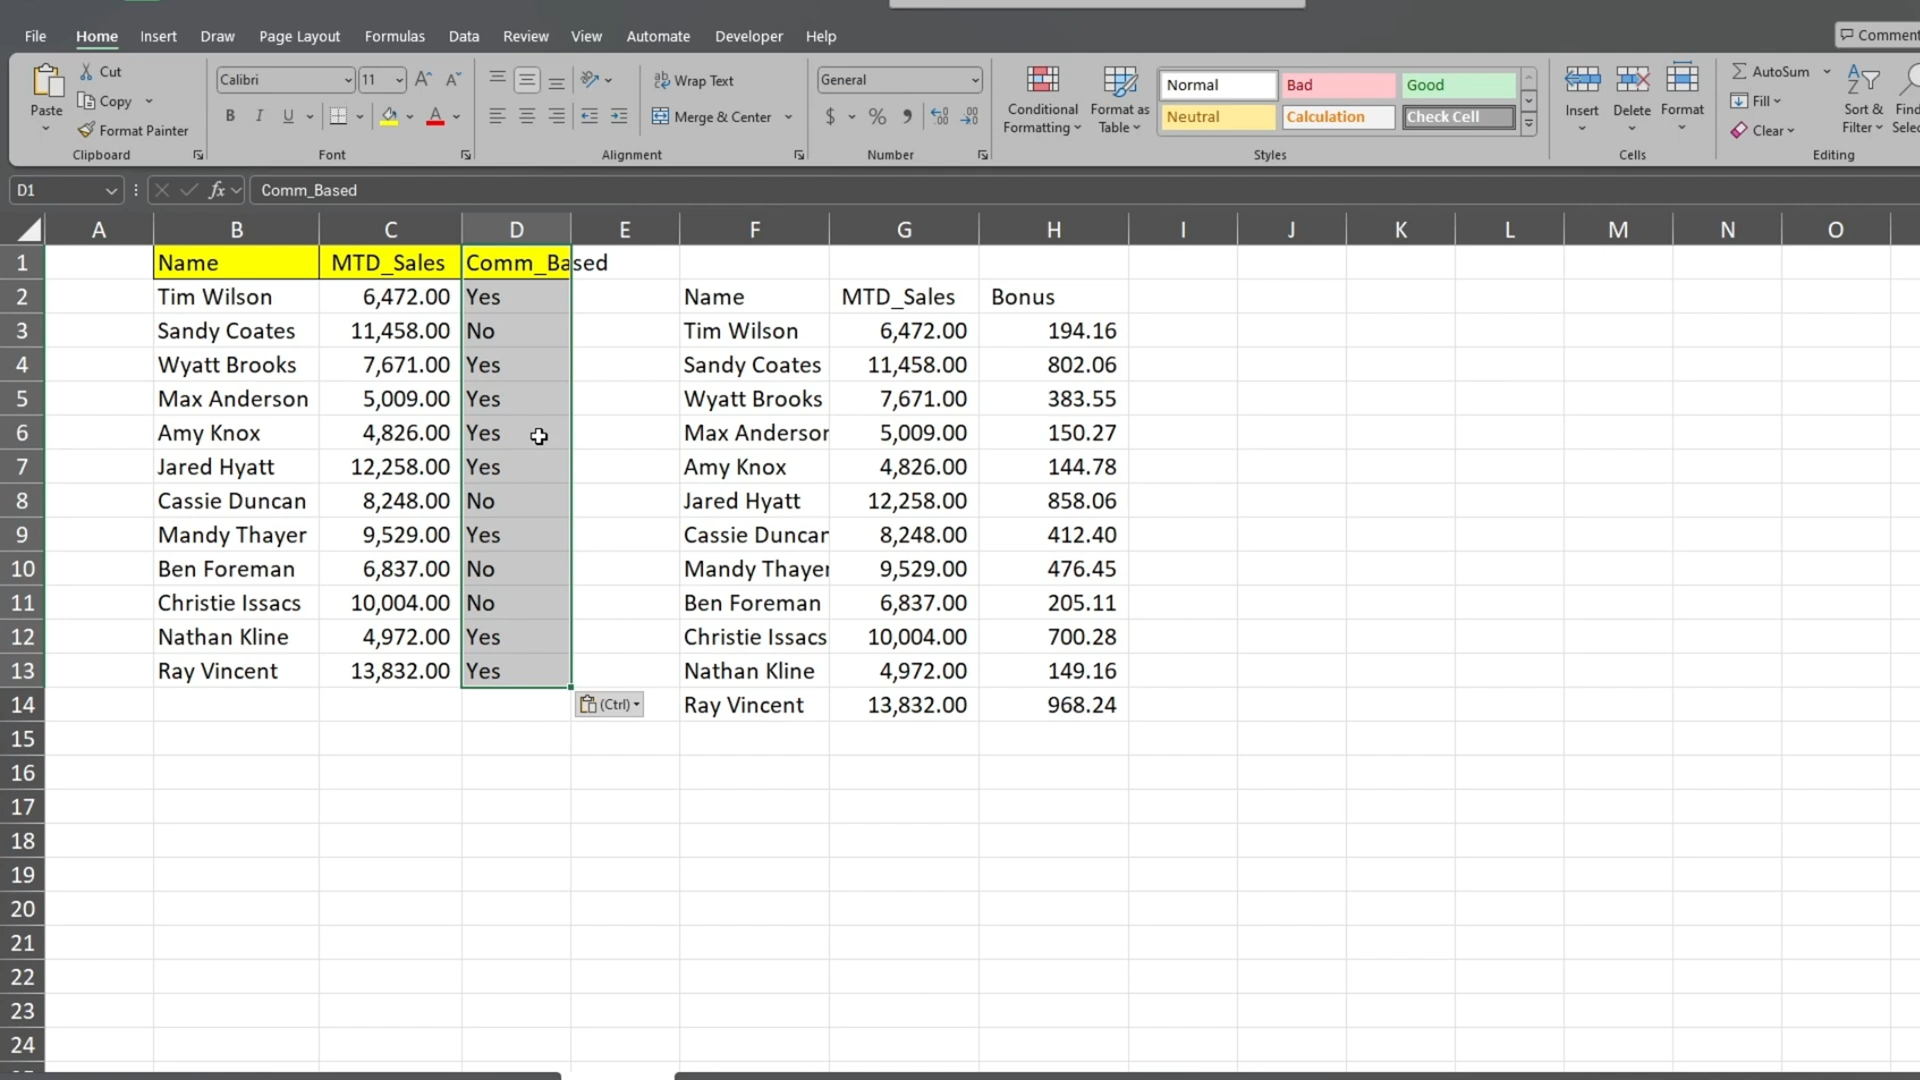 File Home Insert Draw Page Layout Formulas Data Review View Automate Developer Help
Paste Cut Copy Format Painter Clipboard
Calibri 11 A A B I U A Font
Wrap Text Merge & Center Alignment
General $ % Number
Conditional Formatting Format as Table
Normal Bad Good
Neutral Calculation Check Cell
Styles
Insert Delete Format Cells
AutoSum Fill Clear Sort & Filter Editing
D1 fx Comm_Based
A B C D E F G H I J K L M N O
1 Name MTD_Sales Comm_Based
2 Tim Wilson 6,472.00 Yes Name MTD_Sales Bonus
3 Sandy Coates 11,458.00 No Tim Wilson 6,472.00 194.16
4 Wyatt Brooks 7,671.00 Yes Sandy Coates 11,458.00 802.06
5 Max Anderson 5,009.00 Yes Wyatt Brooks 7,671.00 383.55
6 Amy Knox 4,826.00 Yes Max Anderson 5,009.00 150.27
7 Jared Hyatt 12,258.00 Yes Amy Knox 4,826.00 144.78
8 Cassie Duncan 8,248.00 No Jared Hyatt 12,258.00 858.06
9 Mandy Thayer 9,529.00 Yes Cassie Duncan 8,248.00 412.40
10 Ben Foreman 6,837.00 No Mandy Thayer 9,529.00 476.45
11 Christie Issacs 10,004.00 No Ben Foreman 6,837.00 205.11
12 Nathan Kline 4,972.00 Yes Christie Issacs 10,004.00 700.28
13 Ray Vincent 13,832.00 Yes Nathan Kline 4,972.00 149.16
(Ctrl)
14 Ray Vincent 13,832.00 968.24
15
16
17
18
19
20
21
22
23
24